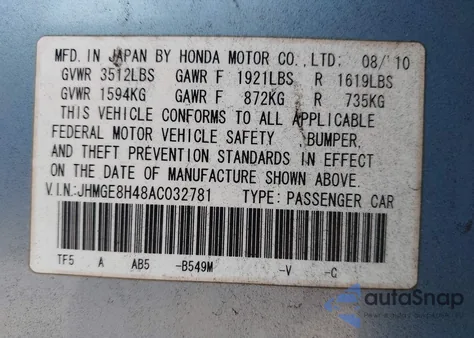 MFD. IN JAPAN BY HONDA MOTOR CO., LTD. 08/'10
GVWR 3512LBS GAWR F 1921LBS R 1619LBS
GVWR 1594KG GAWR F 872KG R 735KG
THIS VEHICLE CONFORMS TO ALL APPLICABLE
FEDERAL MOTOR VEHICLE SAFETY ,BUMPER,
AND THEFT PREVENTION STANDARDS IN EFFECT
ON THE DATE OF MANUFACTURE SHOWN ABOVE.
V.I.N:JHMGE8H48AC032781 TYPE: PASSENGER CAR
TF5 A AB5 -B549M -V -C
autoSnap